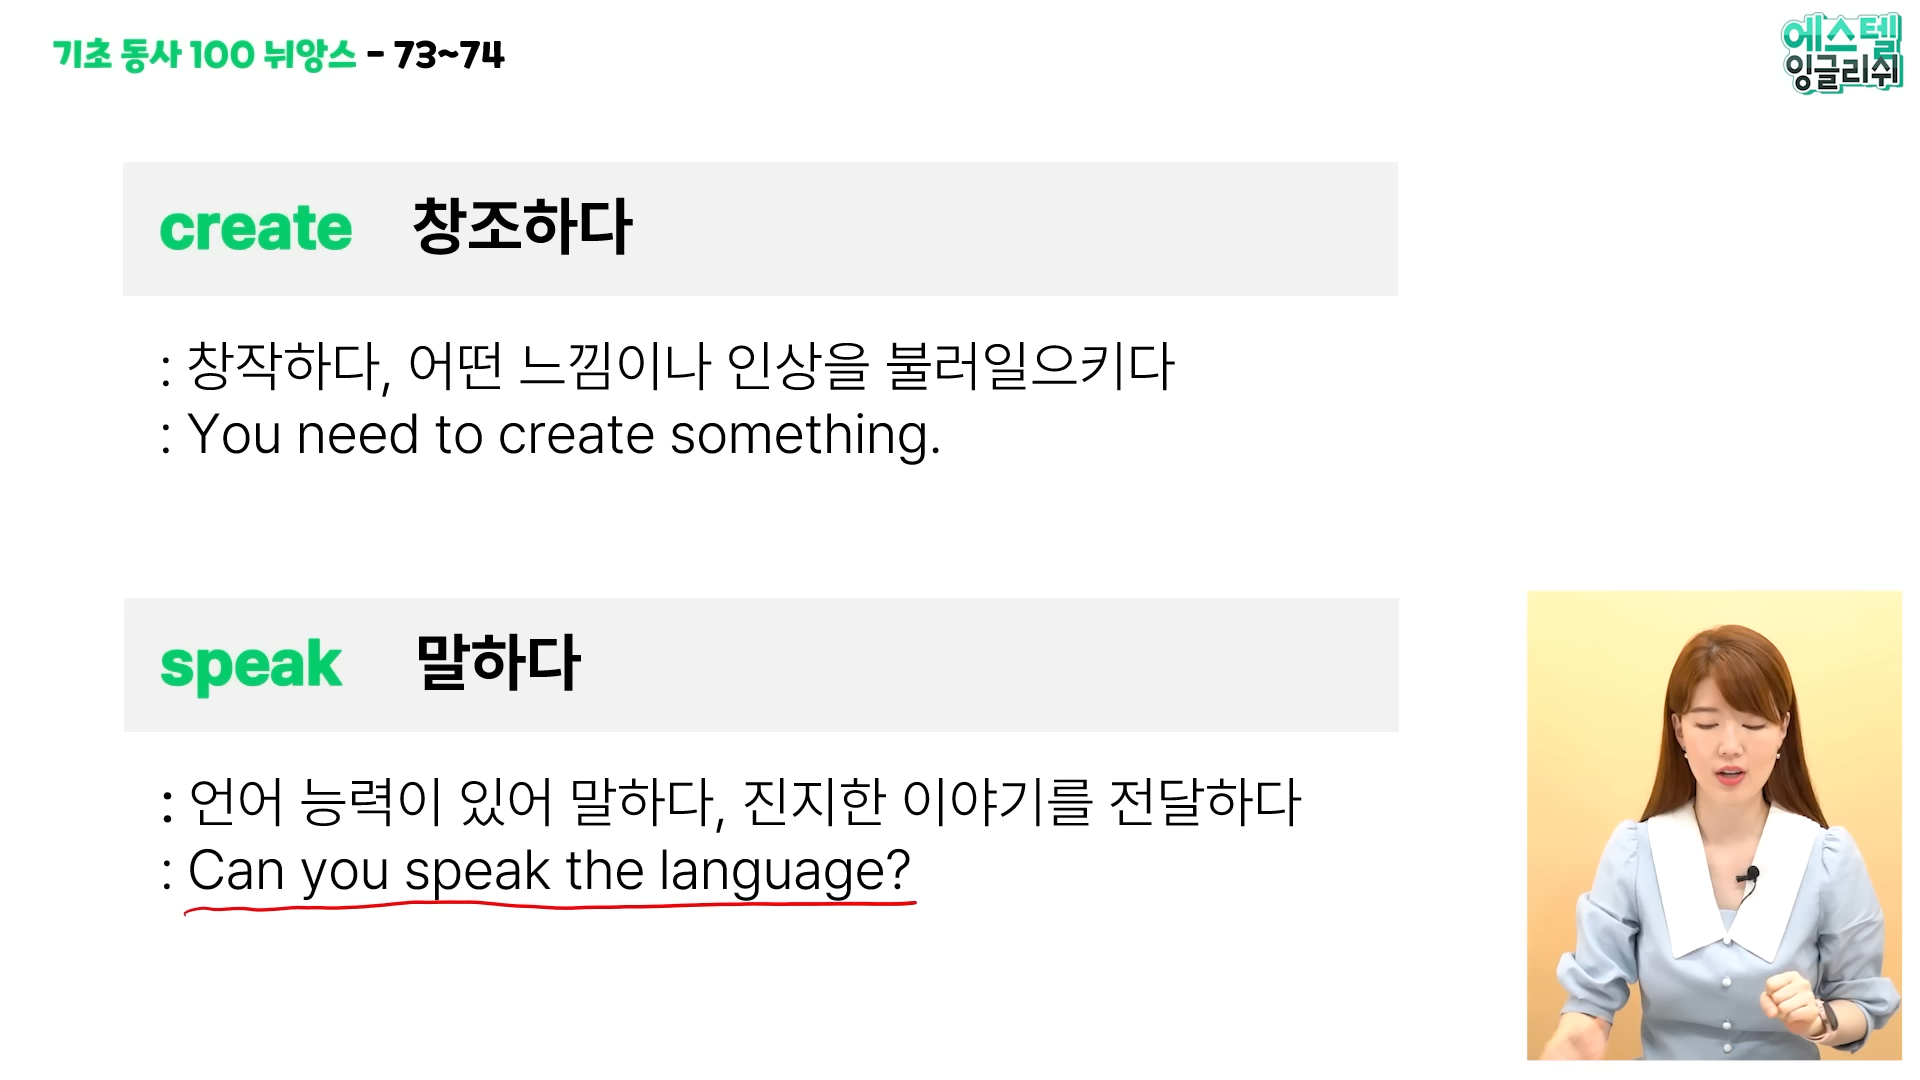 기초 동사 100 뉘앙스 - 73~74
에스텔
잉글리쉬
create 창조하다
: 창작하다, 어떤 느낌이나 인상을 불러일으키다
: You need to create something.
speak 말하다
: 언어 능력이 있어 말하다, 진지한 이야기를 전달하다
: Can you speak the language?